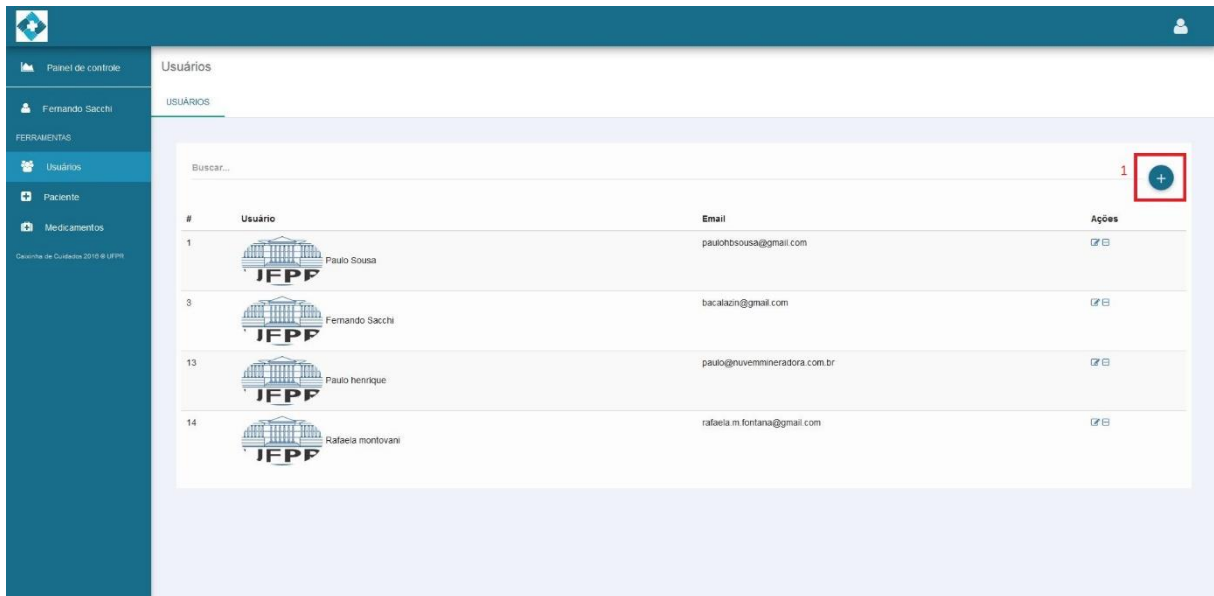 Painel de controle
Fernando Sacchi
FERRAMENTAS
Usuários
Paciente
Medicamentos
Caixinha de Cuidados 2016 @ UFPR
Usuários
USUÁRIOS
Buscar...
1
# Usuário Email Ações
1 UFPR Paulo Sousa paulohbsousa@gmail.com
3 UFPR Fernando Sacchi bacalazin@gmail.com
13 UFPR Paulo henrique paulo@nuvemmineradora.com.br
14 UFPR Rafaela montovani rafaela.m.fontana@gmail.com